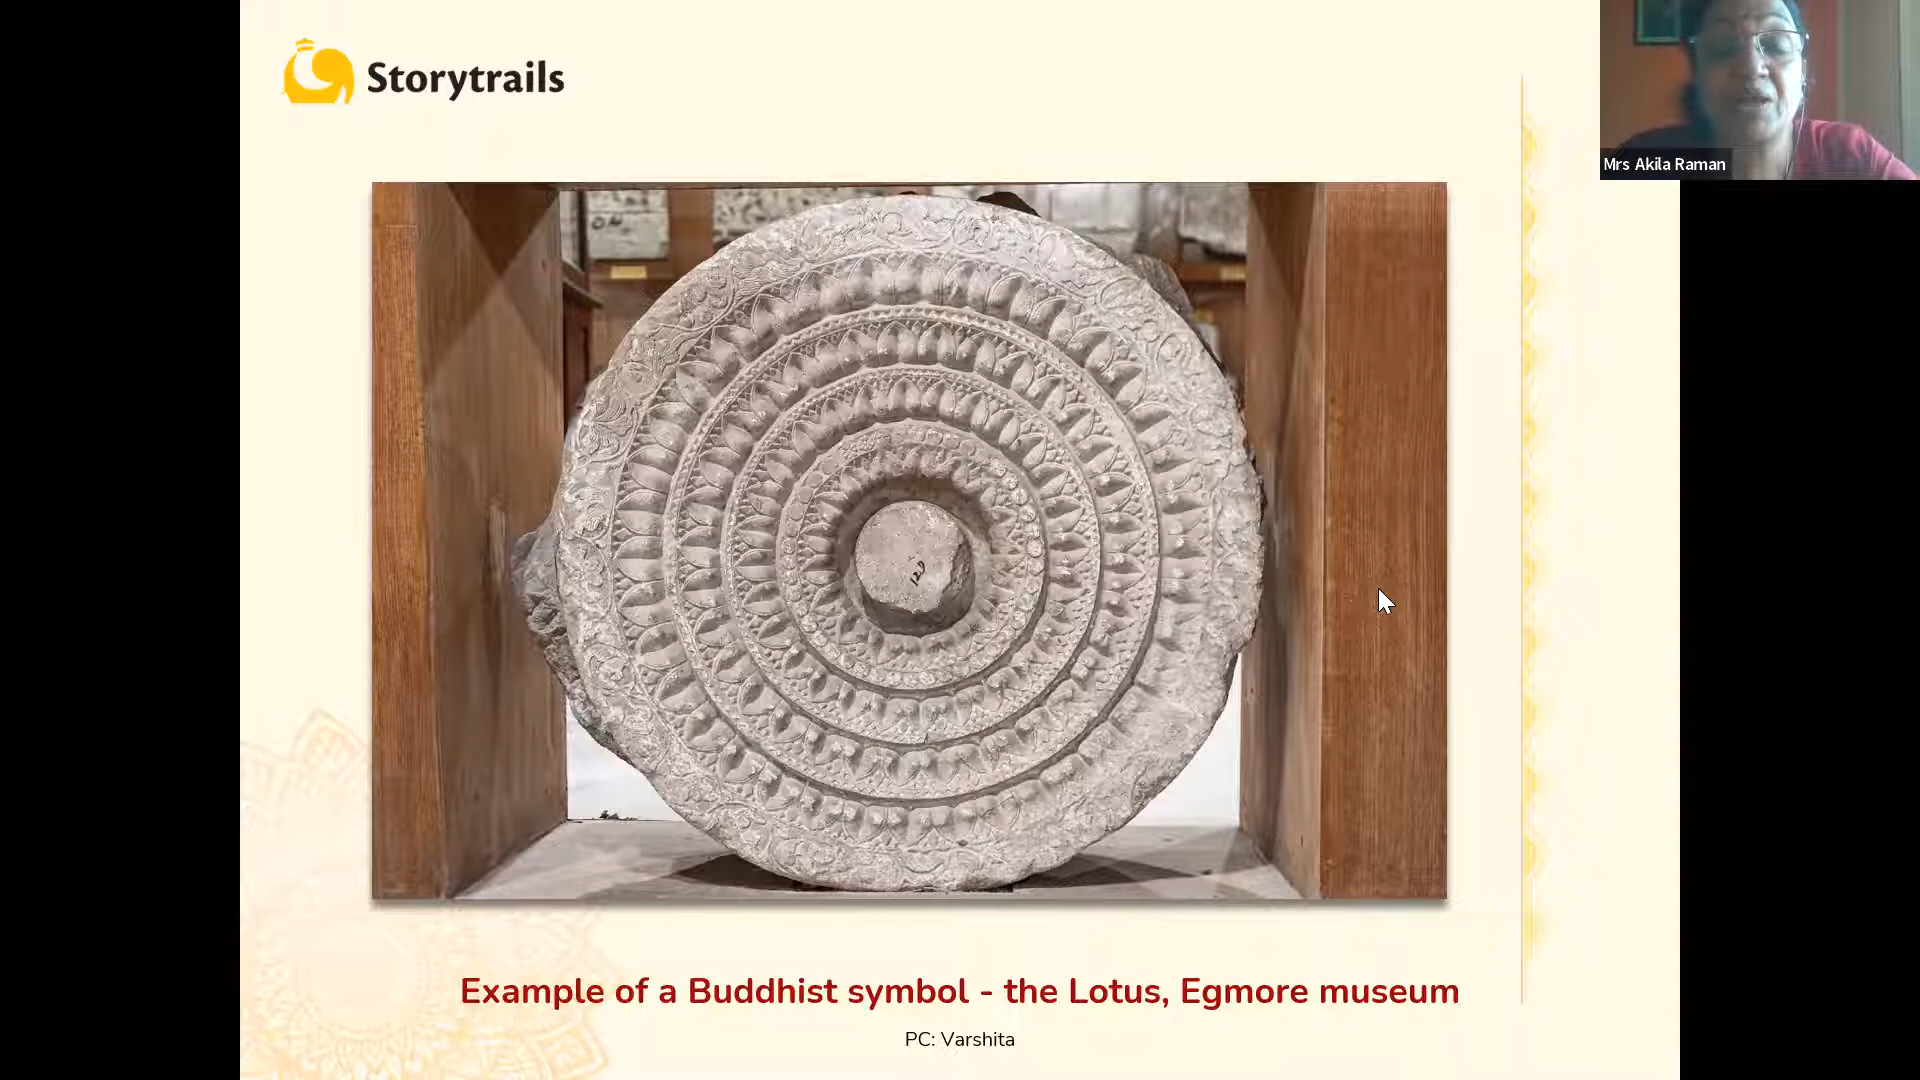 Storytrails
Mrs Akila Raman
Example of a Buddhist symbol - the Lotus, Egmore museum
PC: Varshita